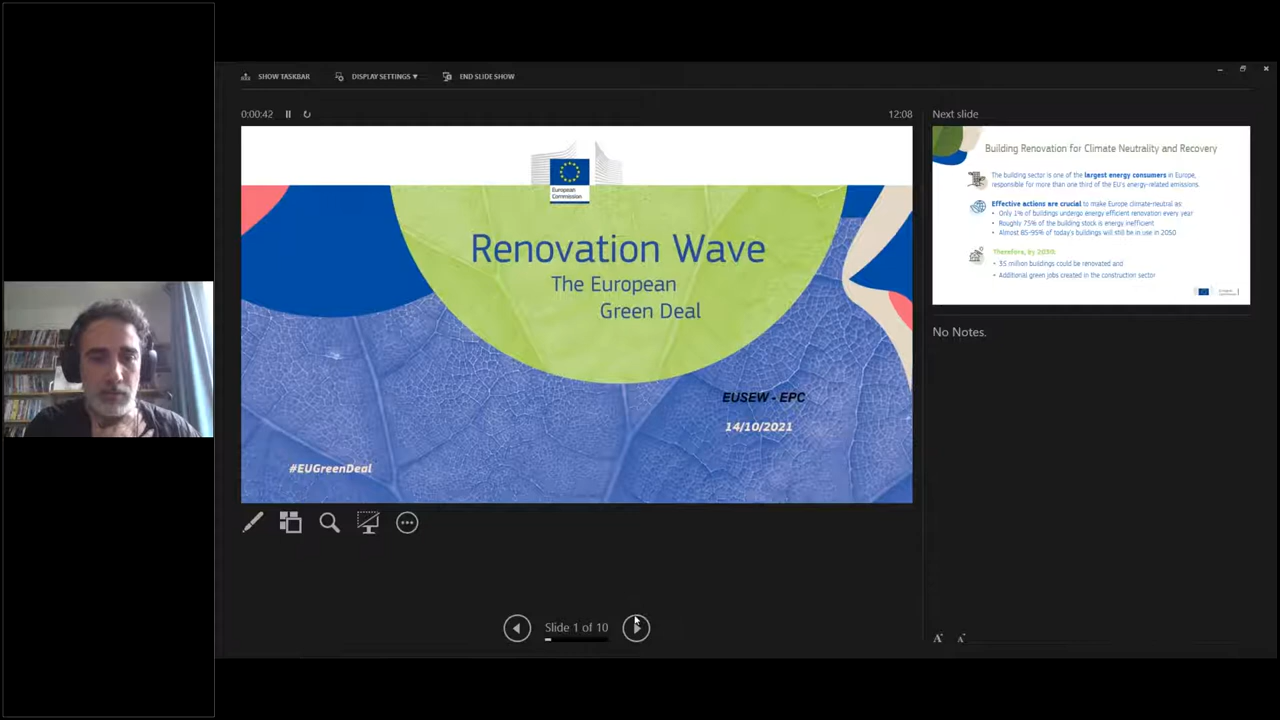 SHOW TASKBAR
DISPLAY SETTINGS ▼
END SLIDE SHOW
0:00:42
12:08
European
Commission
Renovation Wave
The European
Green Deal
EUSEW - EPC
14/10/2021
#EUGreenDeal
Slide 1 of 10
Next slide
Building Renovation for Climate Neutrality and Recovery
The building sector is one of the largest energy consumers in Europe,
responsible for more than one third of the EU's energy-related emissions.
Effective actions are crucial to make Europe climate-neutral as:
• Only 1% of buildings undergo energy efficient renovation every year
• Roughly 75% of the building stock is energy inefficient
• Almost 85-95% of today's buildings will still be in use in 2050
Therefore, by 2030:
• 35 million buildings could be renovated and
• Additional green jobs created in the construction sector
European
Commission
No Notes.
A
A